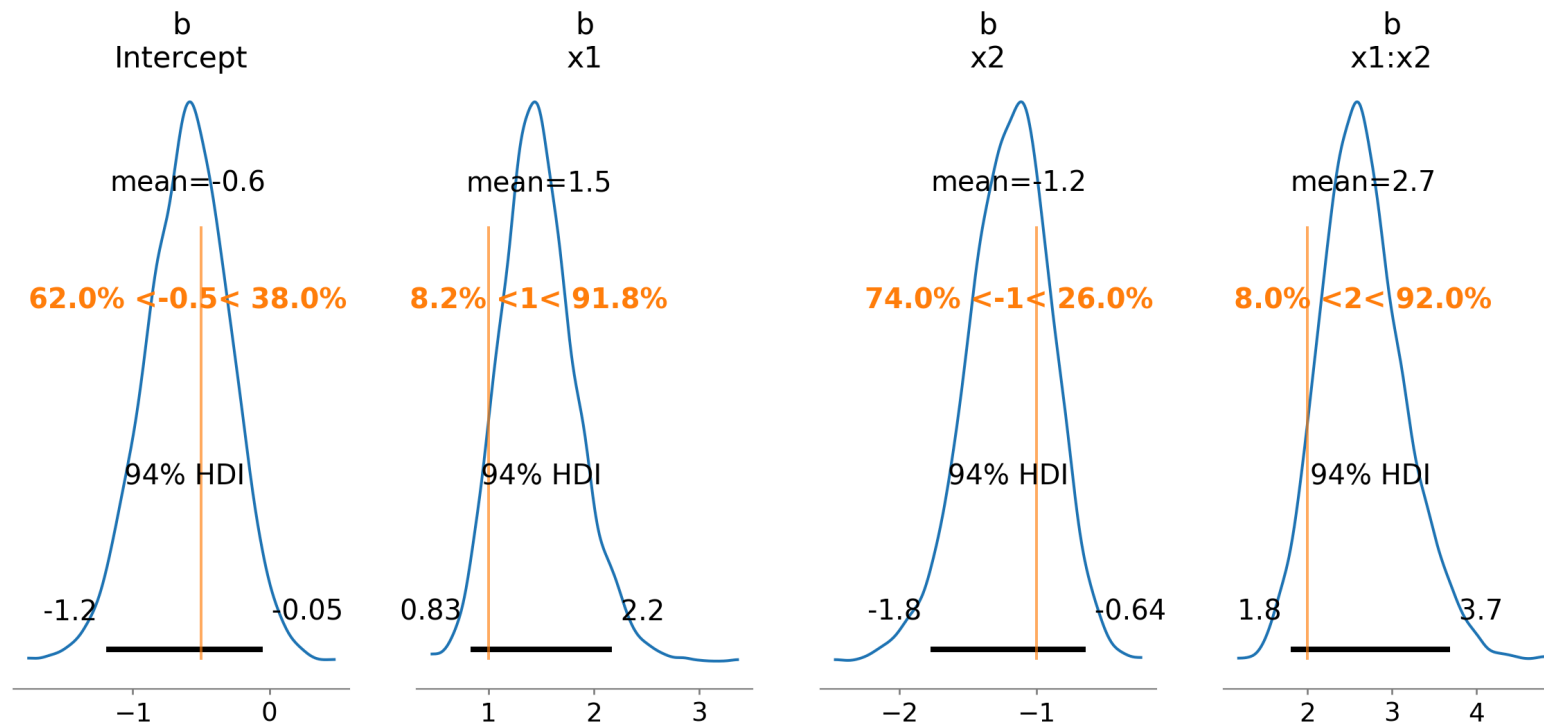 b
Intercept
mean=-0.6
62.0% <-0.5< 38.0%
94% HDI
-1.2
-0.05
−1
0
b
x1
mean=1.5
8.2% <1< 91.8%
94% HDI
0.83
2.2
1
2
3
b
x2
mean=-1.2
74.0% <-1< 26.0%
94% HDI
-1.8
-0.64
−2
−1
b
x1:x2
mean=2.7
8.0% <2< 92.0%
94% HDI
1.8
3.7
2
3
4